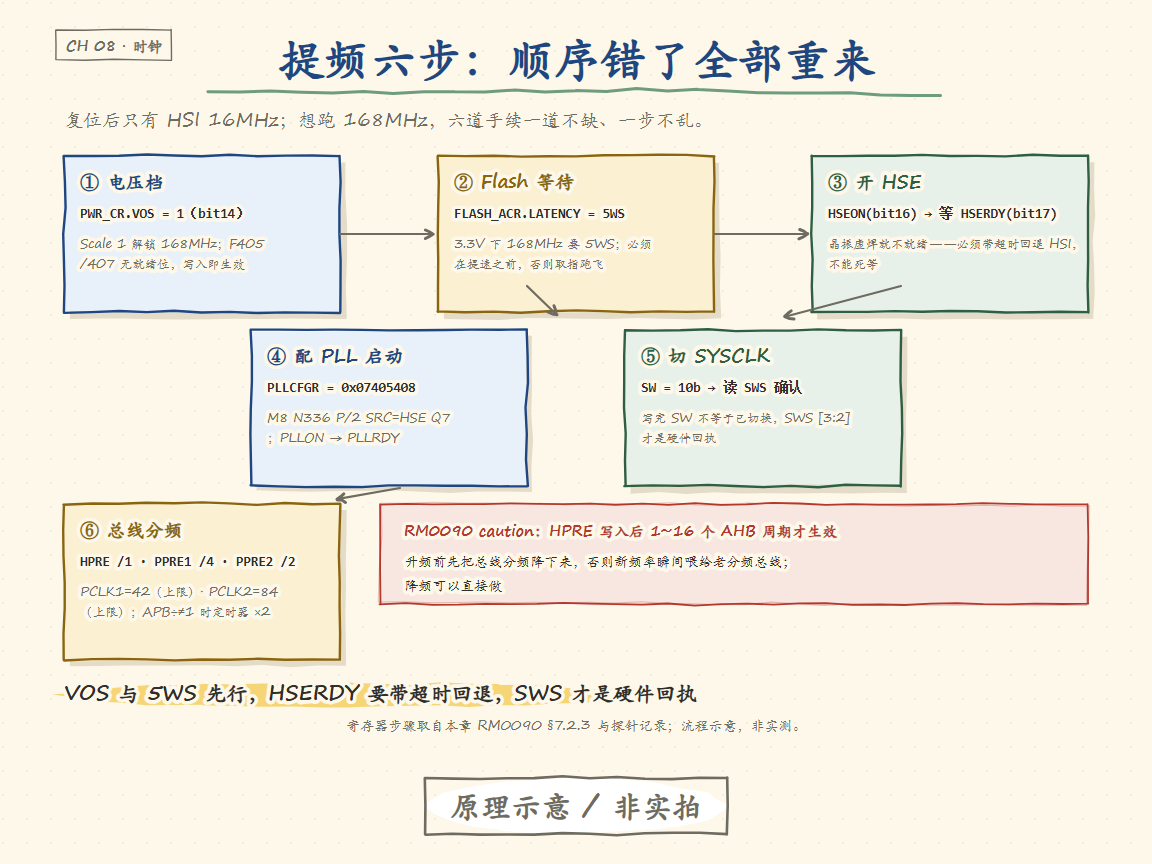 CH 08 · 时钟
提频六步：顺序错了全部重来
复位后只有 HSI 16MHz；想跑 168MHz，六道手续一道不缺、一步不乱。
① 电压档
PWR_CR.VOS = 1（bit14）
Scale 1 解锁 168MHz；F405
/407 无就绪位，写入即生效
② Flash 等待
FLASH_ACR.LATENCY = 5WS
3.3V 下 168MHz 要 5WS；必须
在提速之前，否则取指跑飞
③ 开 HSE
HSEON(bit16) → 等 HSERDY(bit17)
晶振虚焊就不就绪——必须带超时回退 HSI，
不能死等
④ 配 PLL 启动
PLLCFGR = 0x07405408
M8 N336 P/2 SRC=HSE Q7
；PLLON → PLLRDY
⑤ 切 SYSCLK
SW = 10b → 读 SWS 确认
写完 SW 不等于已切换，SWS [3:2]
才是硬件回执
⑥ 总线分频
HPRE /1 · PPRE1 /4 · PPRE2 /2
PCLK1=42（上限）· PCLK2=84
（上限）；APB÷≠1 时定时器 ×2
RM0090 caution：HPRE 写入后 1~16 个 AHB 周期才生效
升频前先把总线分频降下来，否则新频率瞬间喂给老分频总线；
降频可以直接做
VOS 与 5WS 先行，HSERDY 要带超时回退，SWS 才是硬件回执
寄存器步骤取自本章 RM0090 §7.2.3 与探针记录；流程示意，非实测。
原理示意 / 非实拍